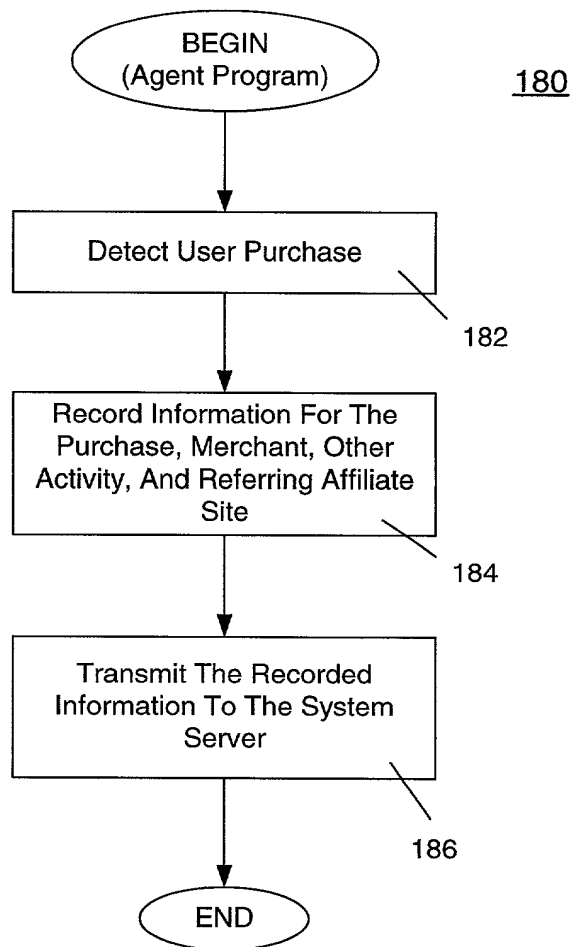 BEGIN
(Agent Program)
180
Detect User Purchase
182
Record Information For The
Purchase, Merchant, Other
Activity, And Referring Affiliate
Site
184
Transmit The Recorded
Information To The System
Server
186
END